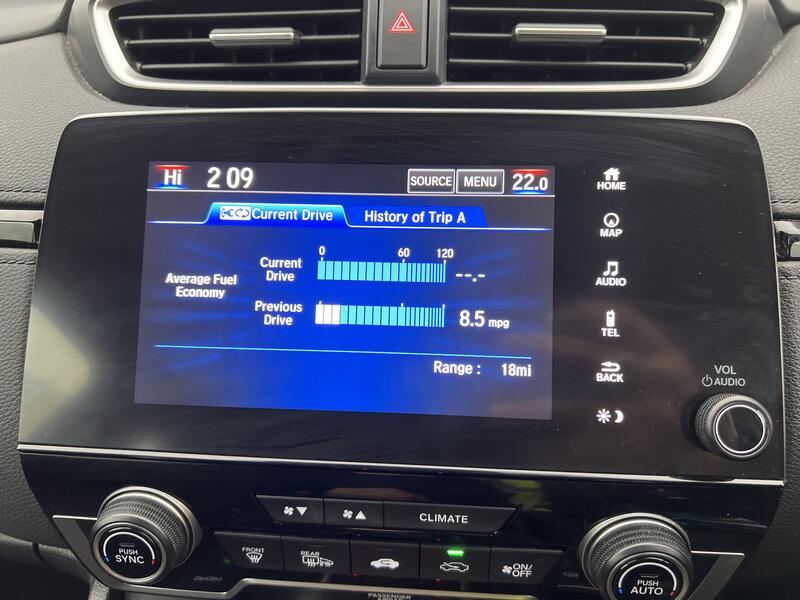 Hi 2 09 SOURCE MENU 22.0
Current Drive History of Trip A
0 60 120
Average Fuel Economy
Current Drive --.-
Previous Drive 8.5 mpg
Range : 18mi
HOME
MAP
AUDIO
TEL
BACK
VOL
AUDIO
CLIMATE
PUSH SYNC
FRONT
REAR
ON/OFF
PUSH AUTO
PASSENGER